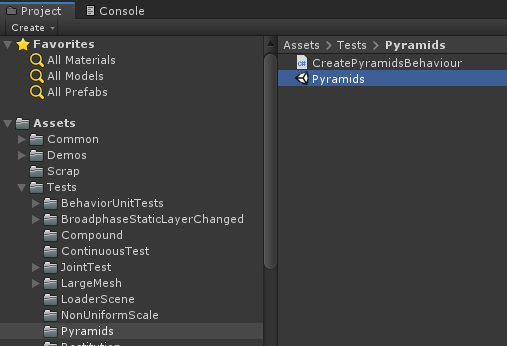 Project
Console
Create
Favorites
All Materials
All Models
All Prefabs
Assets
Common
Demos
Scrap
Tests
BehaviorUnitTests
BroadphaseStaticLayerChanged
Compound
ContinuousTest
JointTest
LargeMesh
LoaderScene
NonUniformScale
Pyramids
Restitution
Assets Tests Pyramids
C#
CreatePyramidsBehaviour
Pyramids